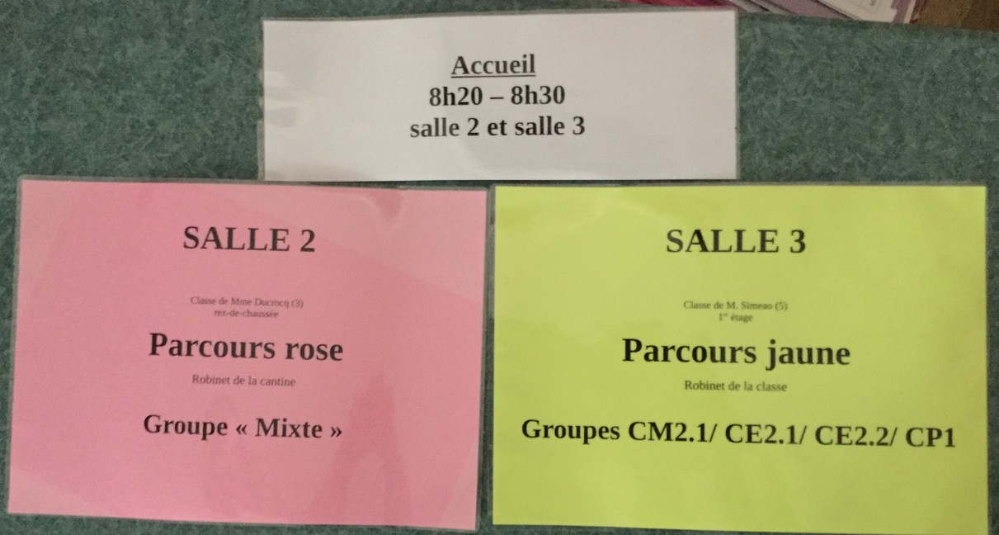 Accueil
8h20 – 8h30
salle 2 et salle 3
SALLE 2
Classe de Mme Ducrocq (3)
rez-de-chaussée
Parcours rose
Robinet de la cantine
Groupe « Mixte »
SALLE 3
Classe de M. Simeao (5)
1er étage
Parcours jaune
Robinet de la classe
Groupes CM2.1/ CE2.1/ CE2.2/ CP1